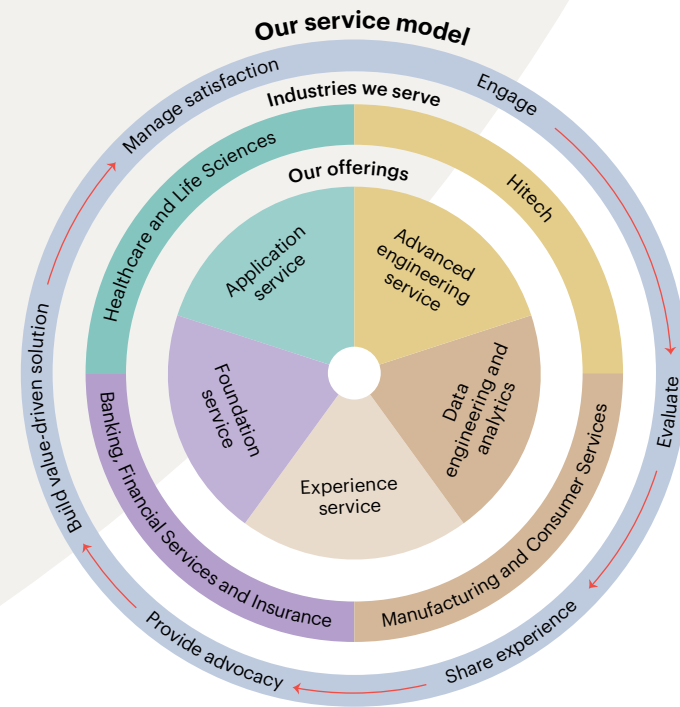 Our service model
Engage
Evaluate
Share experience
Provide advocacy
Build value-driven solution
Manage satisfaction
Industries we serve
Hitech
Manufacturing and Consumer Services
Banking, Financial Services and Insurance
Healthcare and Life Sciences
Our offerings
Advanced
engineering
service
Data
engineering and
analytics
Experience
service
Foundation
service
Application
service